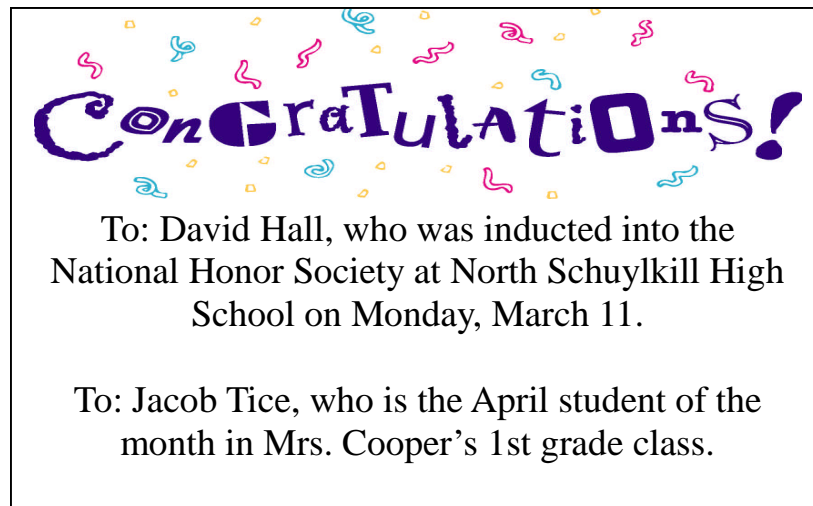 ConGraTulAtiOnS!
To: David Hall, who was inducted into the
National Honor Society at North Schuylkill High
School on Monday, March 11.
To: Jacob Tice, who is the April student of the
month in Mrs. Cooper’s 1st grade class.